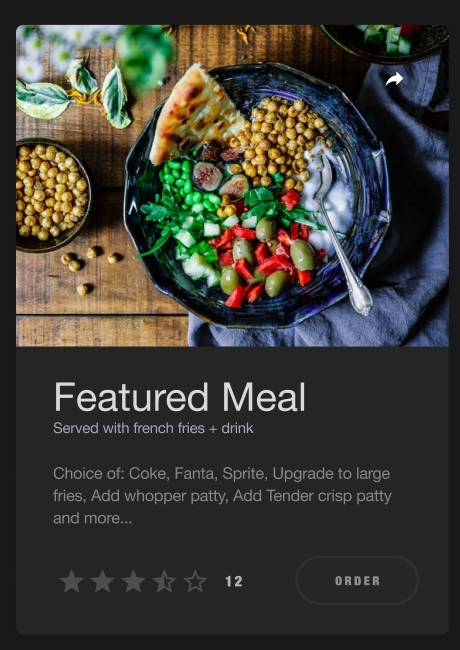 Featured Meal
Served with french fries + drink
Choice of: Coke, Fanta, Sprite, Upgrade to large
fries, Add whopper patty, Add Tender crisp patty
and more...
12
ORDER